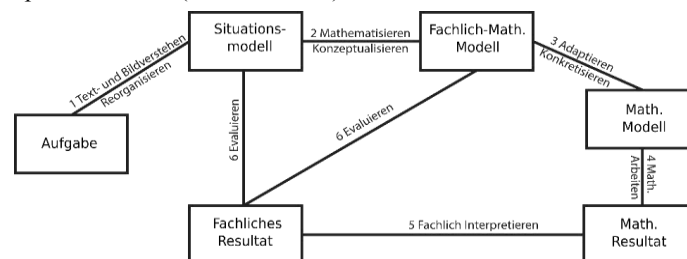 Situations-
modell
2 Mathematisieren
Konzeptualisieren
Fachlich-Math.
Modell
3 Adaptieren
Konkretisieren
1 Text- und Bildverstehen
Reorganisieren
Aufgabe
6 Evaluieren
6 Evaluieren
Math.
Modell
4 Math.
Arbeiten
Fachliches
Resultat
5 Fachlich Interpretieren
Math.
Resultat